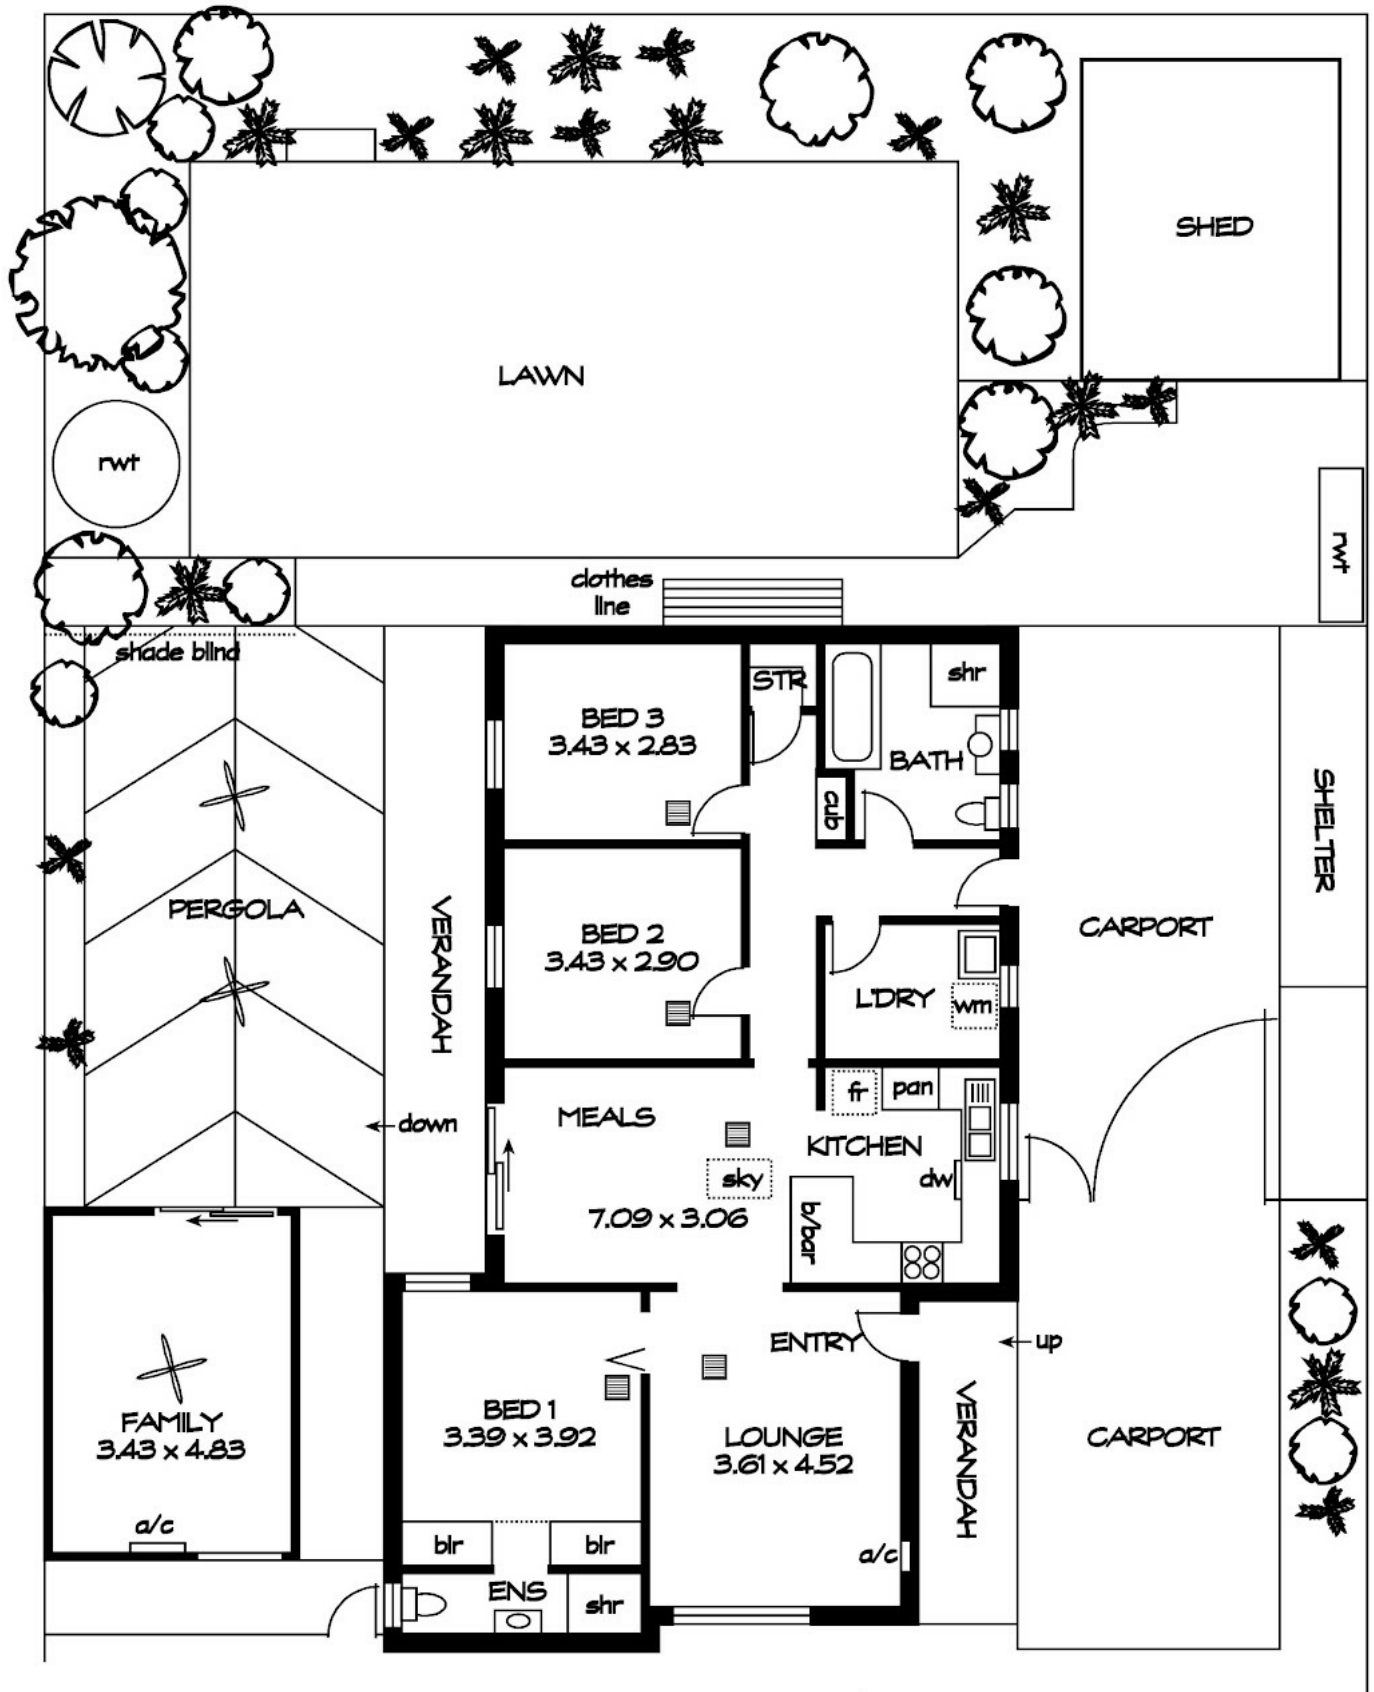 SHED
LAWN
rwt
rwt
clothes
line
shade blind
STR
shr
BED 3
3.43 x 2.83
BATH
cub
SHELTER
PERGOLA
VERANDAH
CARPORT
BED 2
3.43 x 2.90
L'DRY
wm
fr
pan
MEALS
down
KITCHEN
sky
dw
7.09 x 3.06
b/bar
ENTRY
up
BED 1
3.39 x 3.92
FAMILY
3.43 x 4.83
LOUNGE
3.61 x 4.52
VERANDAH
CARPORT
a/c
blr
blr
a/c
ENS
shr